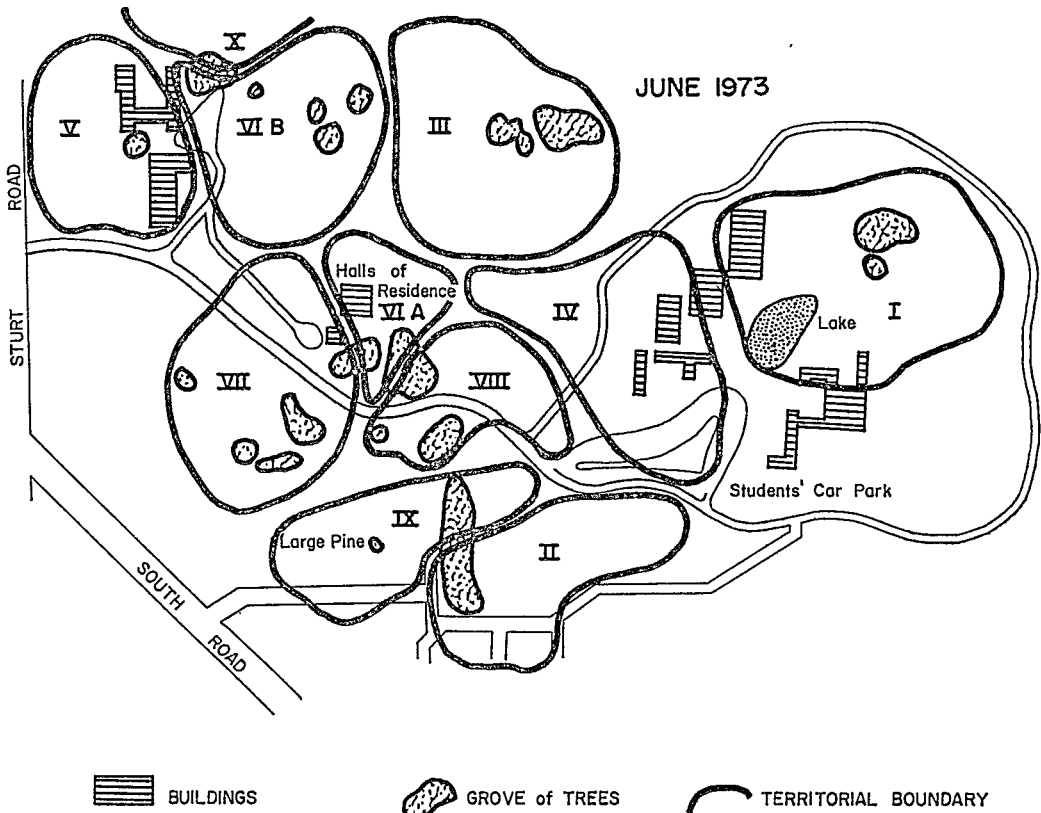 X
JUNE 1973
V
VI B
III
ROAD
Halls of
Residence
VI A
IV
I
Lake
STURT
VII
VIII
Students' Car Park
IX
Large Pine
II
SOUTH
ROAD
BUILDINGS
GROVE of TREES
TERRITORIAL BOUNDARY